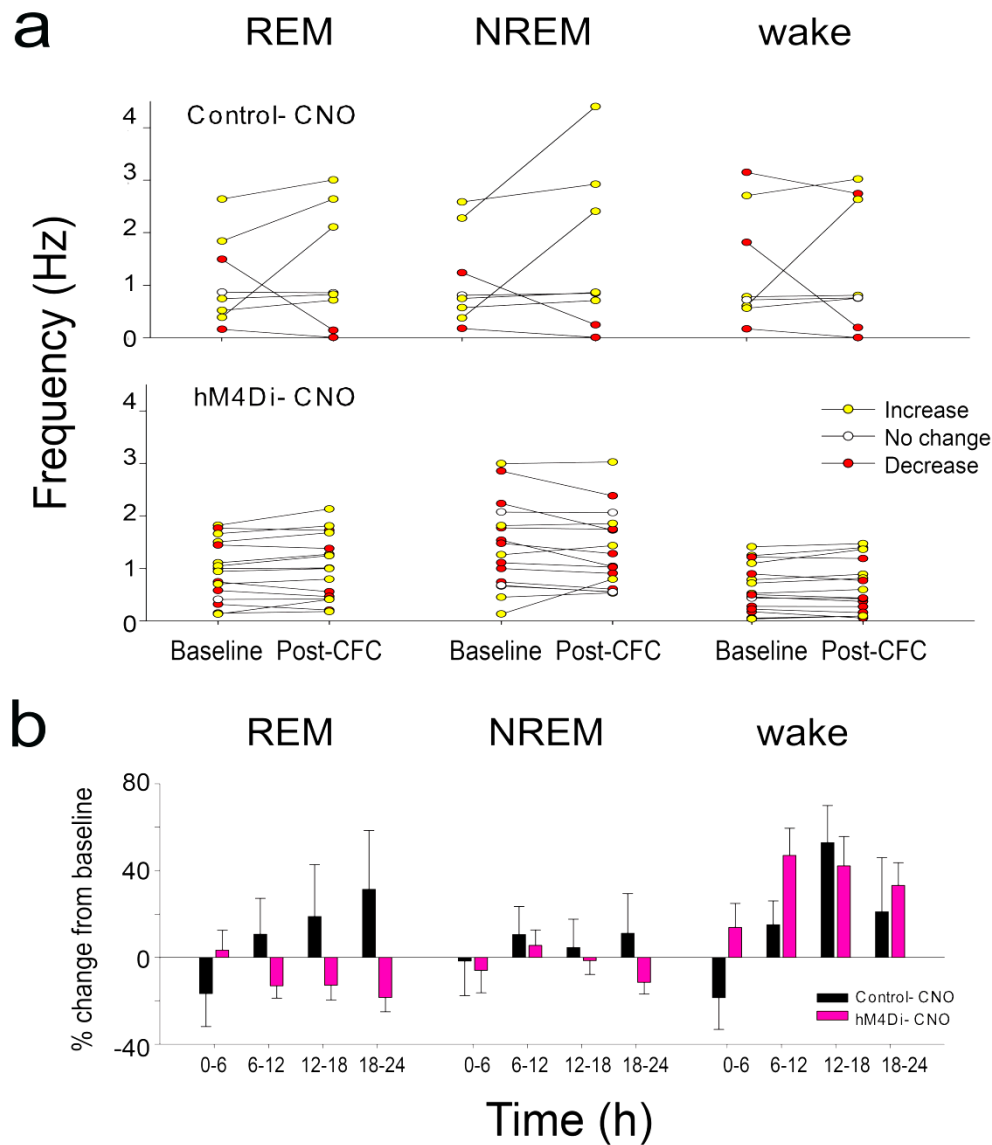 a
REM NREM wake
Control- CNO
4
3
2
1
0
Frequency (Hz)
hM4Di- CNO
4
3
2
1
0
Increase
No change
Decrease
Baseline Post-CFC Baseline Post-CFC Baseline Post-CFC
b
REM NREM wake
% change from baseline
80
40
0
-40
Control- CNO
hM4Di- CNO
0-6 6-12 12-18 18-24 0-6 6-12 12-18 18-24 0-6 6-12 12-18 18-24
Time (h)